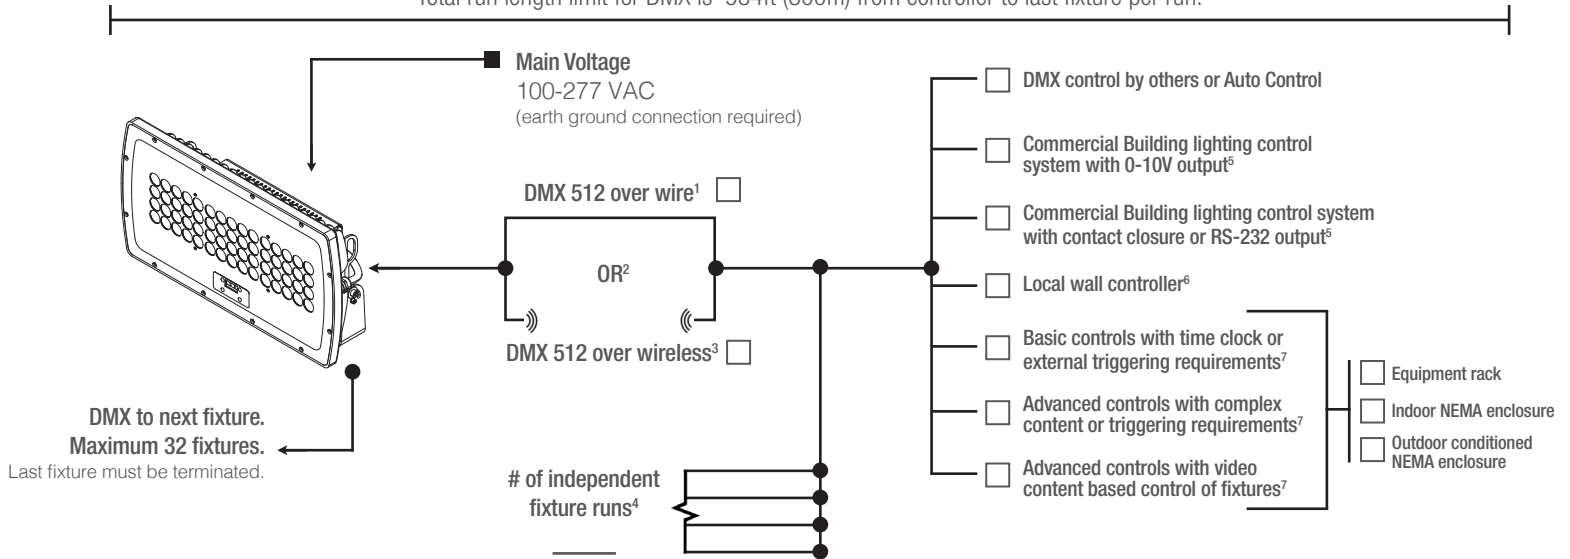 Total run length limit for DMX is 984ft (300m) from controller to last fixture per run.
Main Voltage
100-277 VAC
(earth ground connection required)
DMX 512 over wire¹
OR²
DMX 512 over wireless³
DMX to next fixture.
Maximum 32 fixtures.
Last fixture must be terminated.
# of independent
fixture runs⁴
DMX control by others or Auto Control
Commercial Building lighting control
system with 0-10V output⁵
Commercial Building lighting control system
with contact closure or RS-232 output⁵
Local wall controller⁶
Basic controls with time clock or
external triggering requirements⁷
Advanced controls with complex
content or triggering requirements⁷
Advanced controls with video
content based control of fixtures⁷
Equipment rack
Indoor NEMA enclosure
Outdoor conditioned
NEMA enclosure